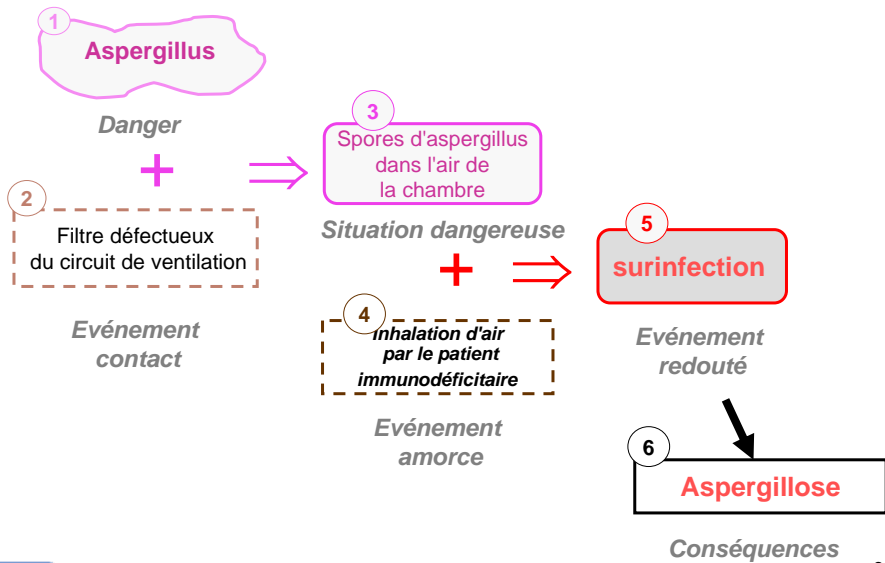 1
Aspergillus
Danger
+
2
Filtre défectueux
du circuit de ventilation
Evénement
contact
3
Spores d'aspergillus
dans l'air de
la chambre
Situation dangereuse
+
4
Inhalation d'air
par le patient
immunodéficitaire
Evénement
amorce
5
surinfection
Evénement
redouté
6
Aspergillose
Conséquences